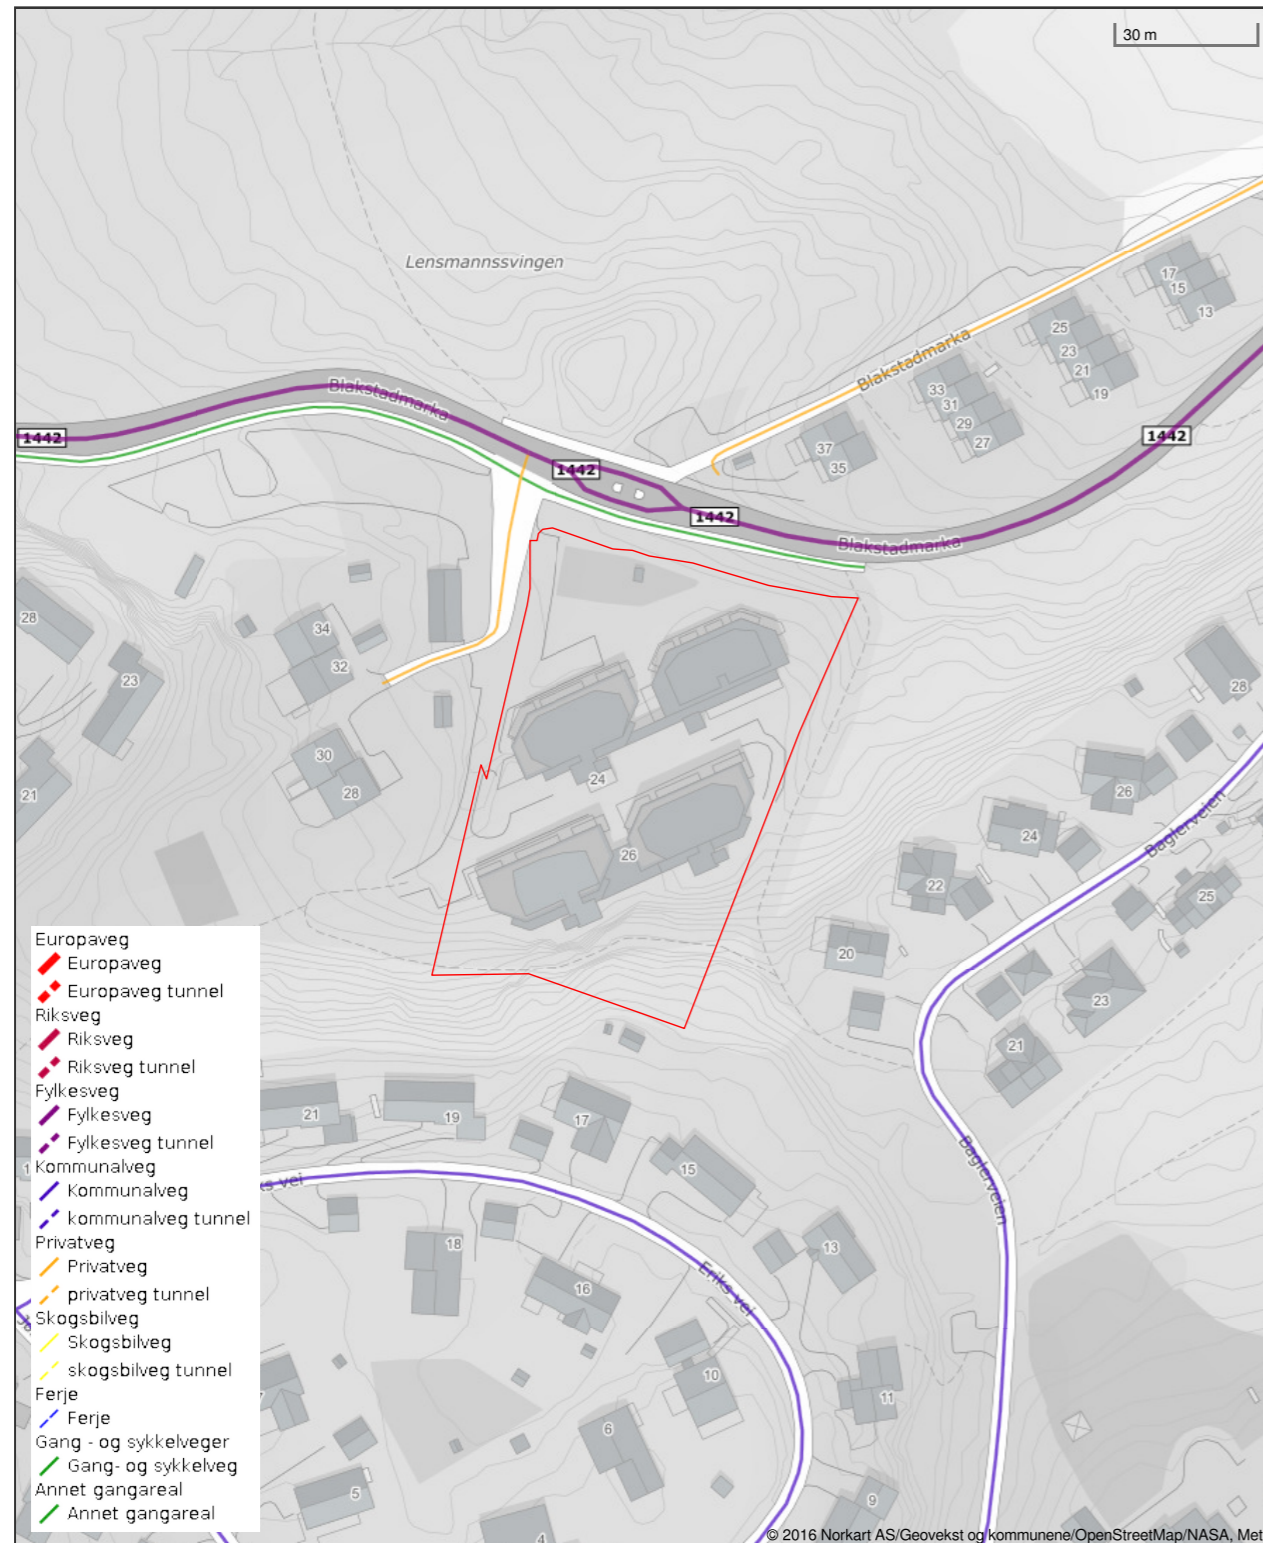 30 m
Lensmannssvingen
17
15
13
25
23
21
19
Blakstadmarka
33
31
29
27
37
35
Blakstadmarka
1442
1442
1442
1442
Blakstadmarka
28
34
32
23
30
28
21
24
26
28
26
24
Baglerveien
22
25
20
23
21
Europaveg
Europaveg
Europaveg tunnel
Riksveg
Riksveg
Riksveg tunnel
Fylkesveg
Fylkesveg
Fylkesveg tunnel
Kommunalveg
Kommunalveg
kommunalveg tunnel
Privatveg
Privatveg
privatveg tunnel
Skogsbilveg
Skogsbilveg
skogsbilveg tunnel
Ferje
Ferje
Gang - og sykkelveger
Gang- og sykkelveg
Annet gangareal
Annet gangareal
21
19
17
15
ks vei
Baglerveien
18
13
16
Eriks vei
10
11
6
5
9
4
© 2016 Norkart AS/Geovekst og kommunene/OpenStreetMap/NASA, Met